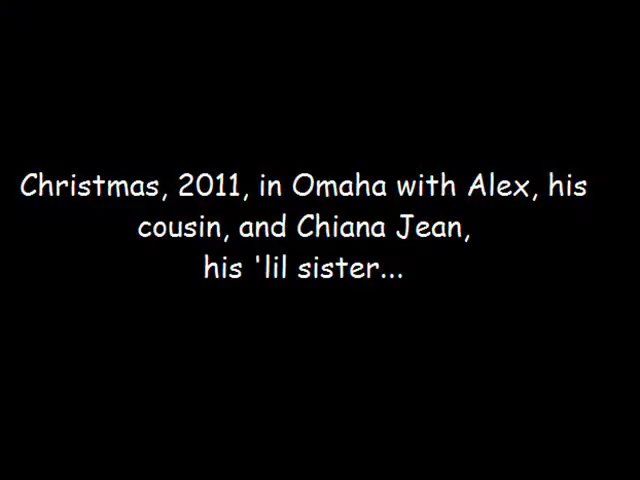 Christmas, 2011, in Omaha with Alex, his
cousin, and Chiana Jean,
his 'lil sister...